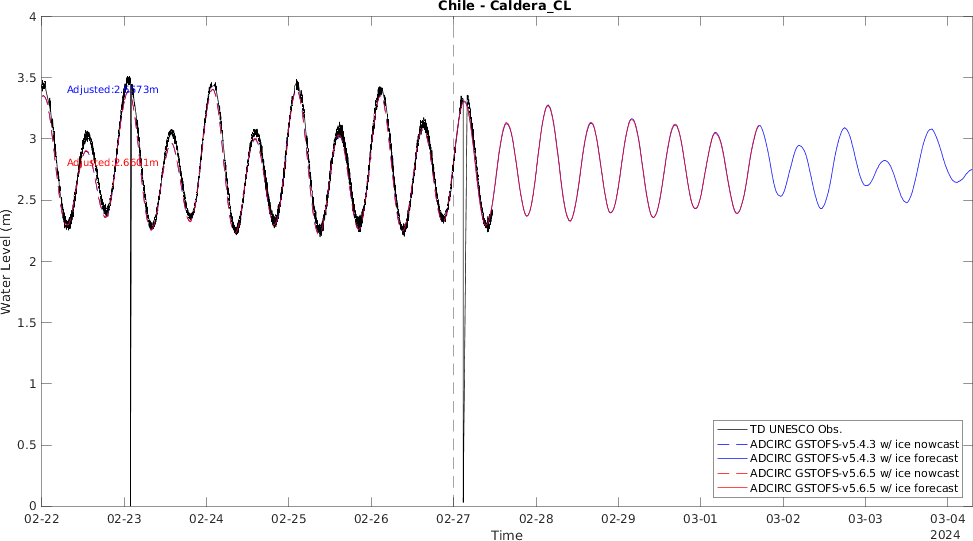 Chile - Caldera_CL
4
3.5
3
2.5
2
1.5
1
0.5
0
Water Level (m)
Adjusted:2.6673m
Adjusted:2.6601m
TD UNESCO Obs.
ADCIRC GSTOFS-v5.4.3 w/ ice nowcast
ADCIRC GSTOFS-v5.4.3 w/ ice forecast
ADCIRC GSTOFS-v5.6.5 w/ ice nowcast
ADCIRC GSTOFS-v5.6.5 w/ ice forecast
02-22 02-23 02-24 02-25 02-26 02-27 02-28 02-29 03-01 03-02 03-03 03-04
Time
2024